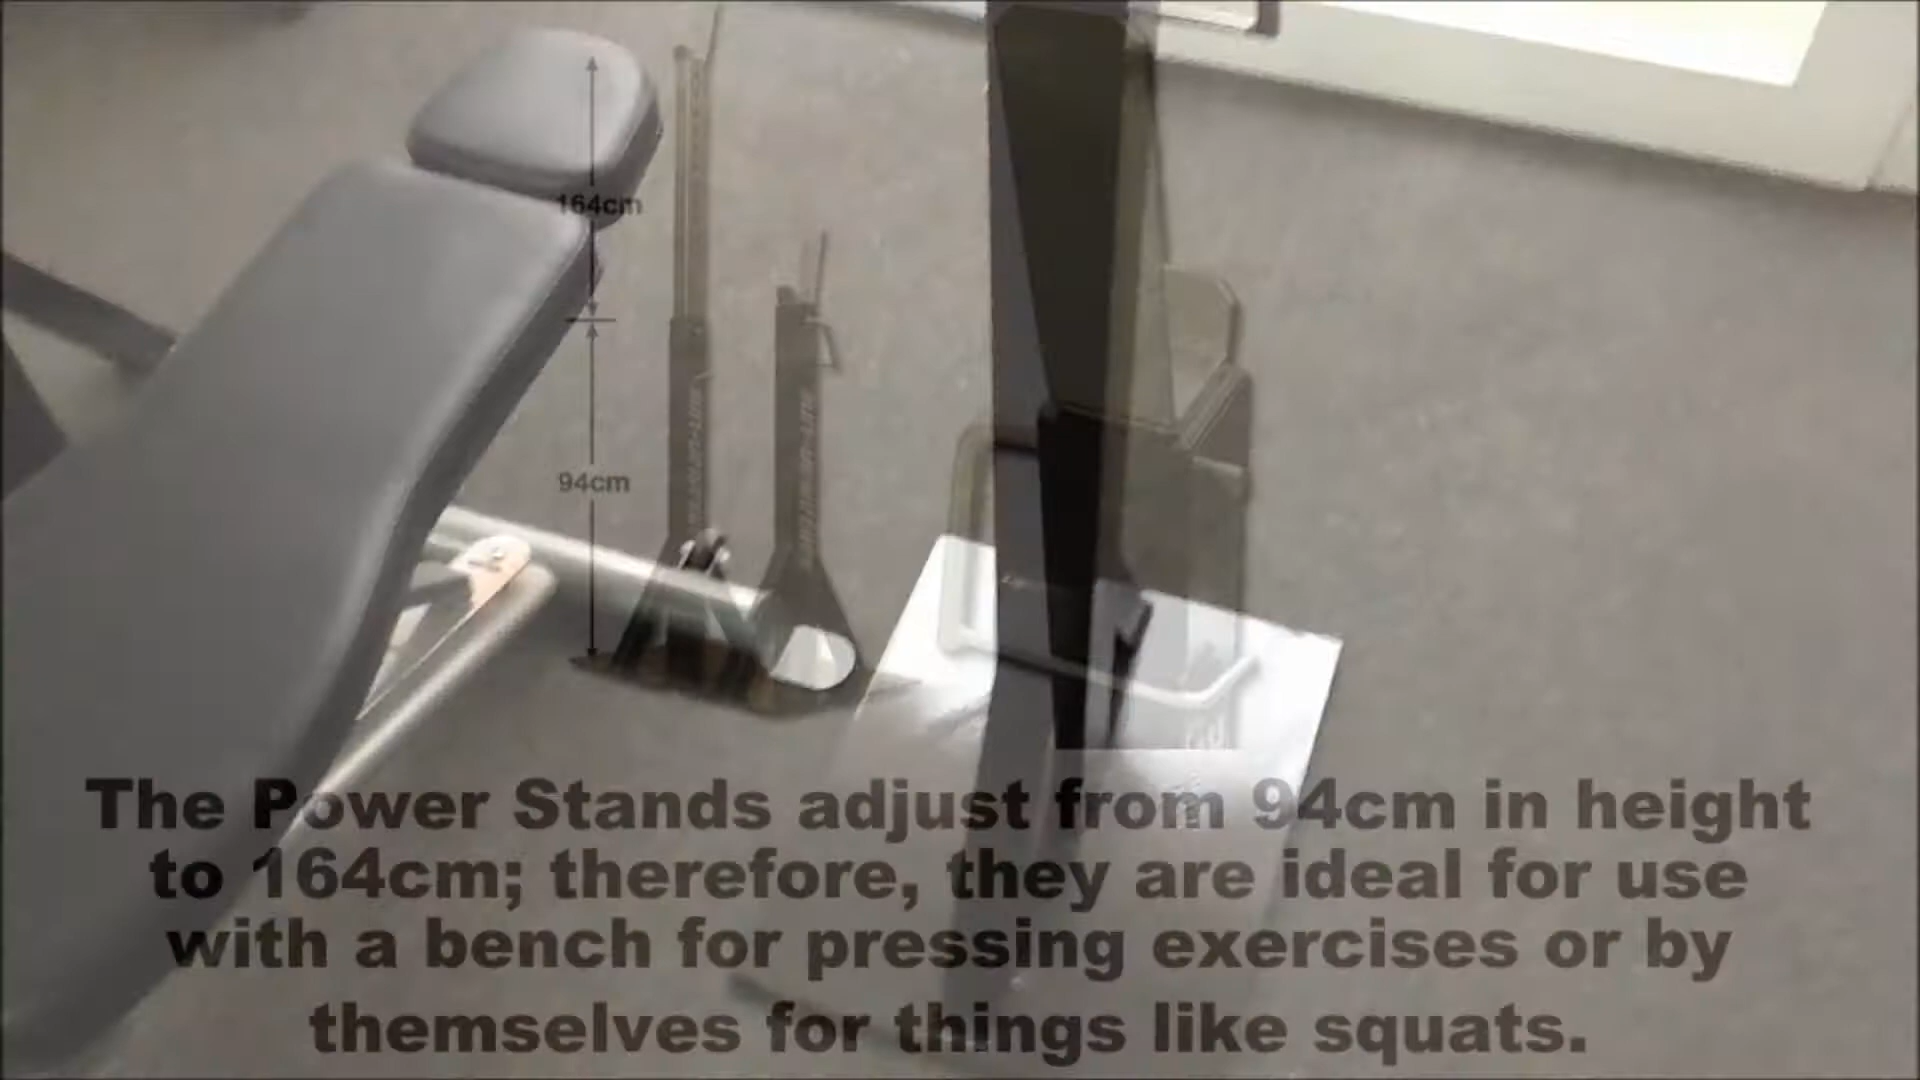 164cm
94cm
The Power Stands adjust from 94cm in height
to 164cm; therefore, they are ideal for use
with a bench for pressing exercises or by
themselves for things like squats.